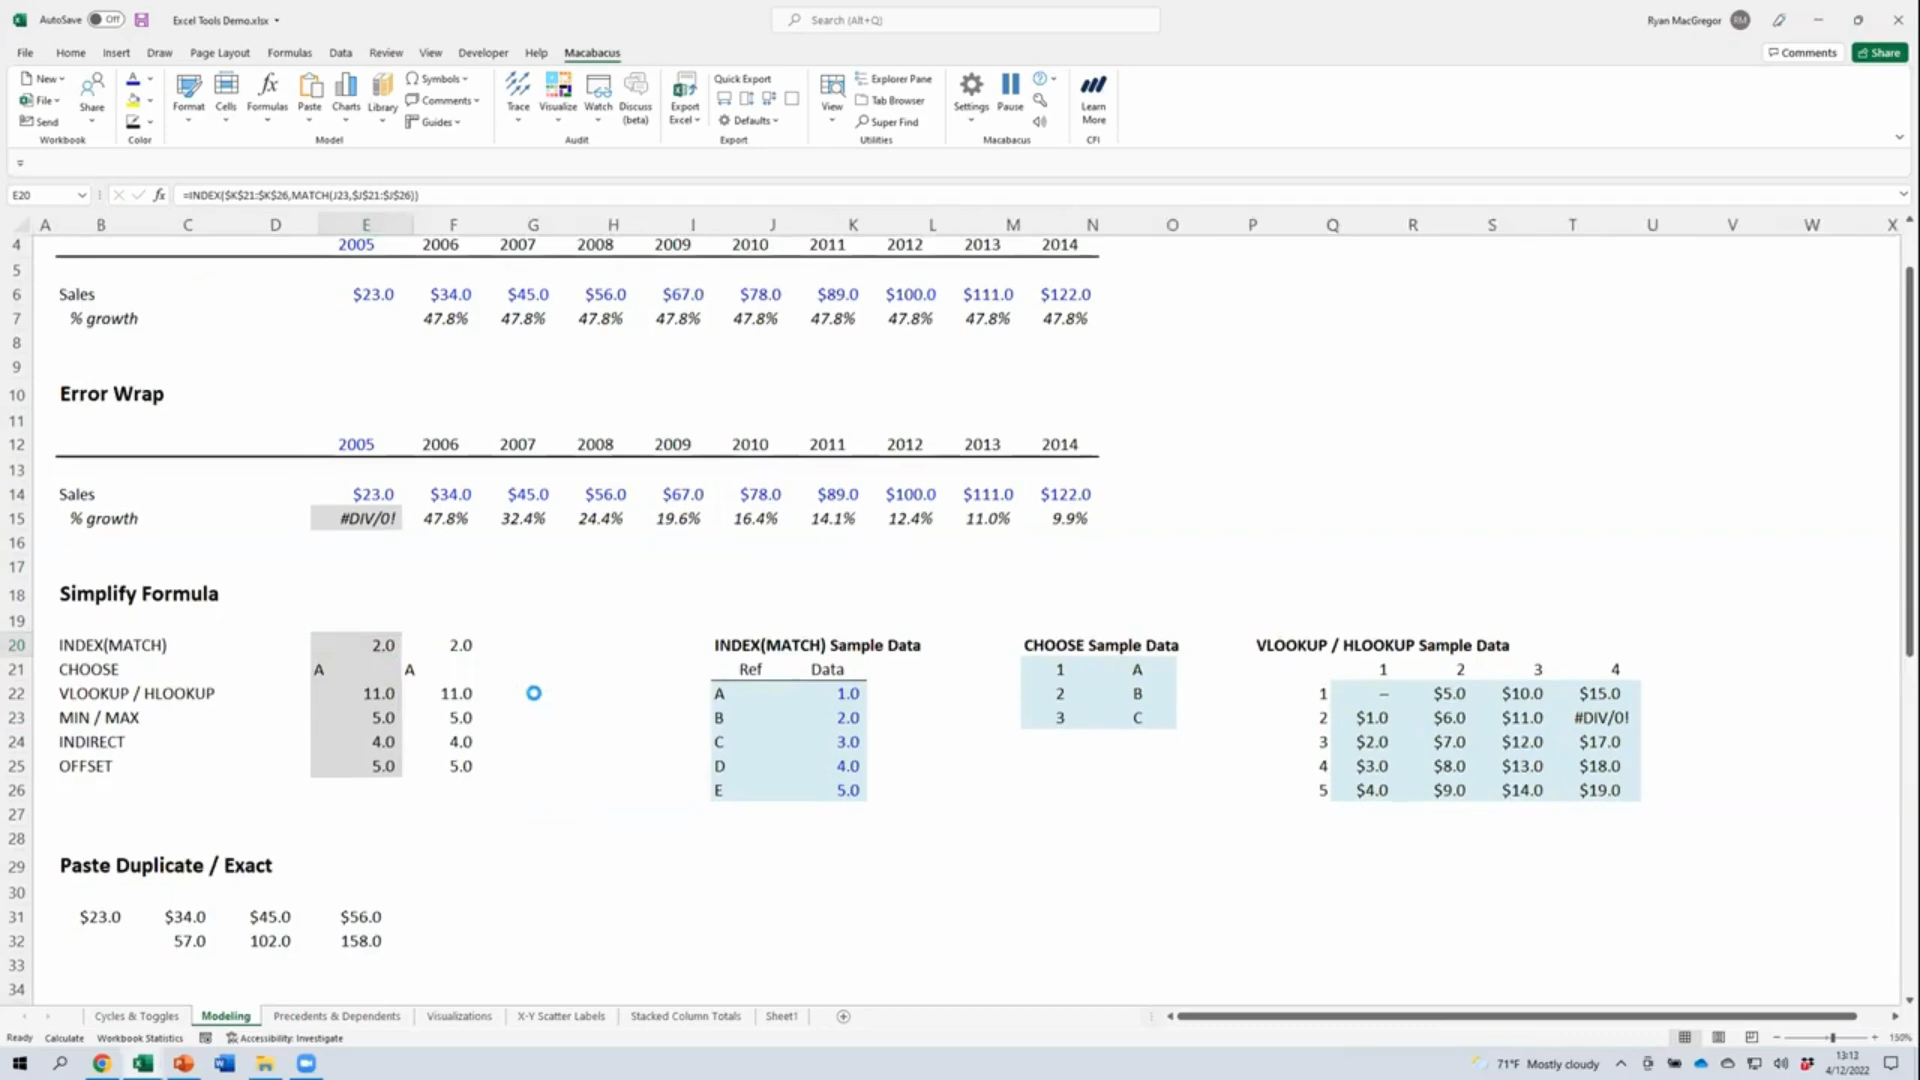 AutoSave Off Excel Tools Demo.xlsx Search (Alt+Q) Ryan MacGregor RM
File Home Insert Draw Page Layout Formulas Data Review View Developer Help Macabacus Comments Share
New Symbols Quick Export Explorer Pane
File Comments Tab Browser
Send Share Format Cells Formulas Paste Charts Library Guides Trace Visualize Watch Discuss (beta) Export Excel Defaults View Super Find Settings Pause Learn More
Workbook Color Model Audit Export Utilities Macabacus CFI
E20 fx =INDEX($K$21:$K$26,MATCH(J23,$J$21:$J$26))
A B C D E F G H I J K L M N O P Q R S T U V W X
4 2005 2006 2007 2008 2009 2010 2011 2012 2013 2014
5
6 Sales $23.0 $34.0 $45.0 $56.0 $67.0 $78.0 $89.0 $100.0 $111.0 $122.0
7 % growth 47.8% 47.8% 47.8% 47.8% 47.8% 47.8% 47.8% 47.8% 47.8%
8
9
10 Error Wrap
11
12 2005 2006 2007 2008 2009 2010 2011 2012 2013 2014
13
14 Sales $23.0 $34.0 $45.0 $56.0 $67.0 $78.0 $89.0 $100.0 $111.0 $122.0
15 % growth #DIV/0! 47.8% 32.4% 24.4% 19.6% 16.4% 14.1% 12.4% 11.0% 9.9%
16
17
18 Simplify Formula
19
20 INDEX(MATCH) 2.0 2.0 INDEX(MATCH) Sample Data CHOOSE Sample Data VLOOKUP / HLOOKUP Sample Data
21 CHOOSE A A Ref Data 1 A 1 2 3 4
22 VLOOKUP / HLOOKUP 11.0 11.0 A 1.0 2 B 1 – $5.0 $10.0 $15.0
23 MIN / MAX 5.0 5.0 B 2.0 3 C 2 $1.0 $6.0 $11.0 #DIV/0!
24 INDIRECT 4.0 4.0 C 3.0 3 $2.0 $7.0 $12.0 $17.0
25 OFFSET 5.0 5.0 D 4.0 4 $3.0 $8.0 $13.0 $18.0
26 E 5.0 5 $4.0 $9.0 $14.0 $19.0
27
28
29 Paste Duplicate / Exact
30
31 $23.0 $34.0 $45.0 $56.0
32 57.0 102.0 158.0
33
34
Cycles & Toggles Modeling Precedents & Dependents Visualizations X-Y Scatter Labels Stacked Column Totals Sheet1
Ready Calculate Workbook Statistics Accessibility: Investigate 150%
71°F Mostly cloudy 13:12
4/12/2022